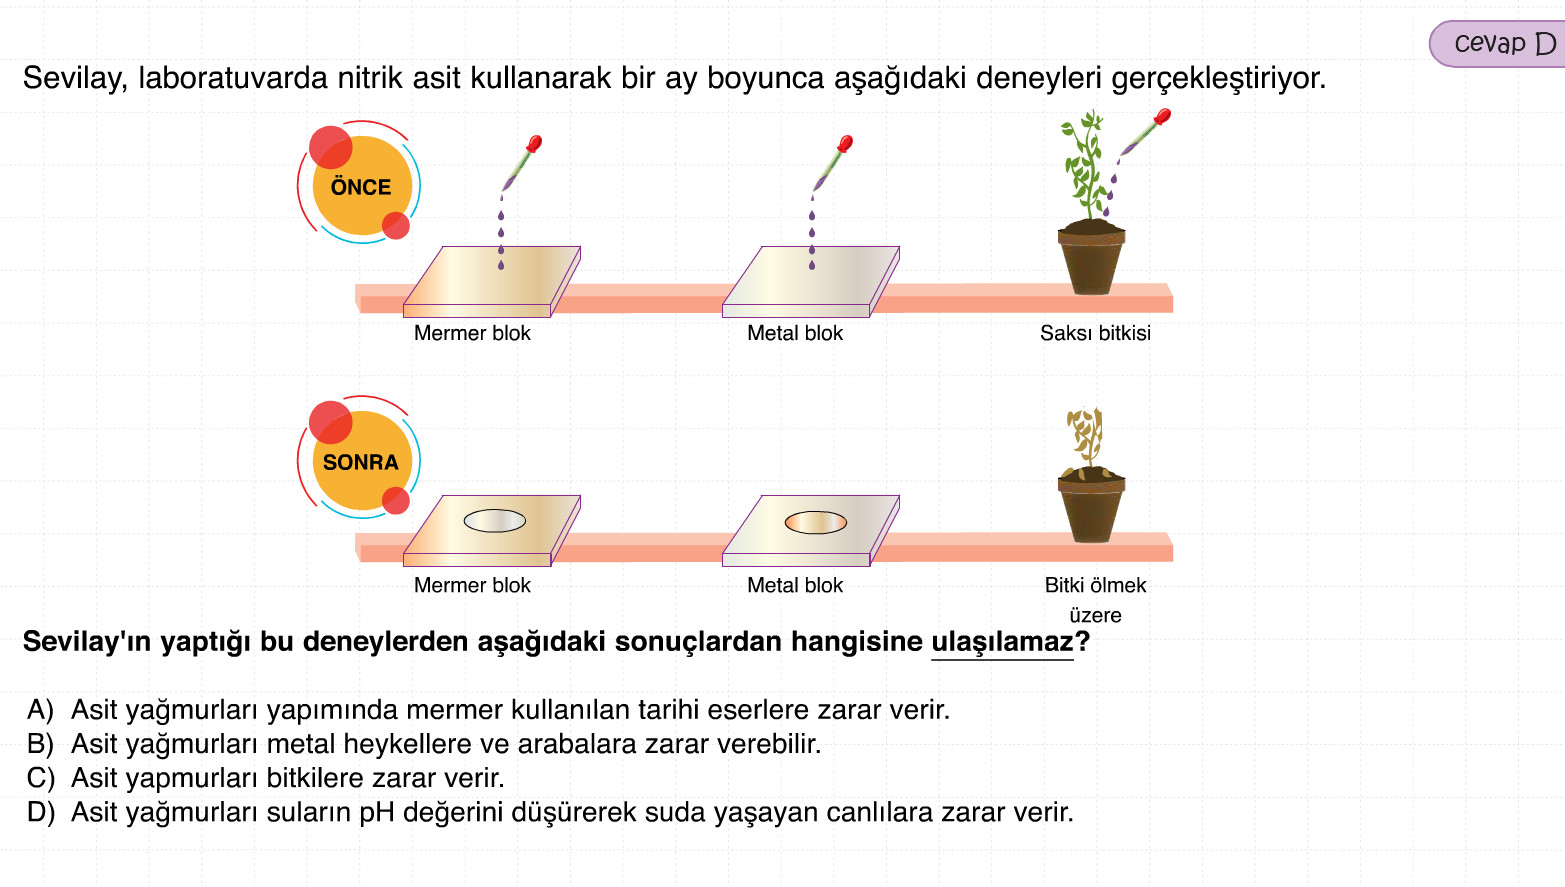 cevap D
Sevilay, laboratuvarda nitrik asit kullanarak bir ay boyunca aşağıdaki deneyleri gerçekleştiriyor.
ÖNCE
Mermer blok
Metal blok
Saksı bitkisi
SONRA
Mermer blok
Metal blok
Bitki ölmek
üzere
Sevilay'ın yaptığı bu deneylerden aşağıdaki sonuçlardan hangisine ulaşılamaz?
A) Asit yağmurları yapımında mermer kullanılan tarihi eserlere zarar verir.
B) Asit yağmurları metal heykellere ve arabalara zarar verebilir.
C) Asit yapmurları bitkilere zarar verir.
D) Asit yağmurları suların pH değerini düşürerek suda yaşayan canlılara zarar verir.